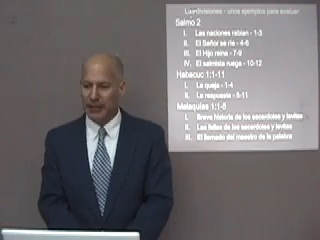 Las divisiones - unos ejemplos para evaluar
Salmo 2
I. Las naciones rabian - 1-3
II. El Señor se ríe - 4-6
III. El Hijo reina - 7-9
IV. El salmista ruega - 10-12
Habacuc 1:1-11
I. La queja - 1-4
II. La respuesta - 5-11
Malaquías 1:1-6
I. Breve historia de los sacerdotes y levitas
II. Las fallas de los sacerdotes y levitas
III. El llamado del maestro de la palabra